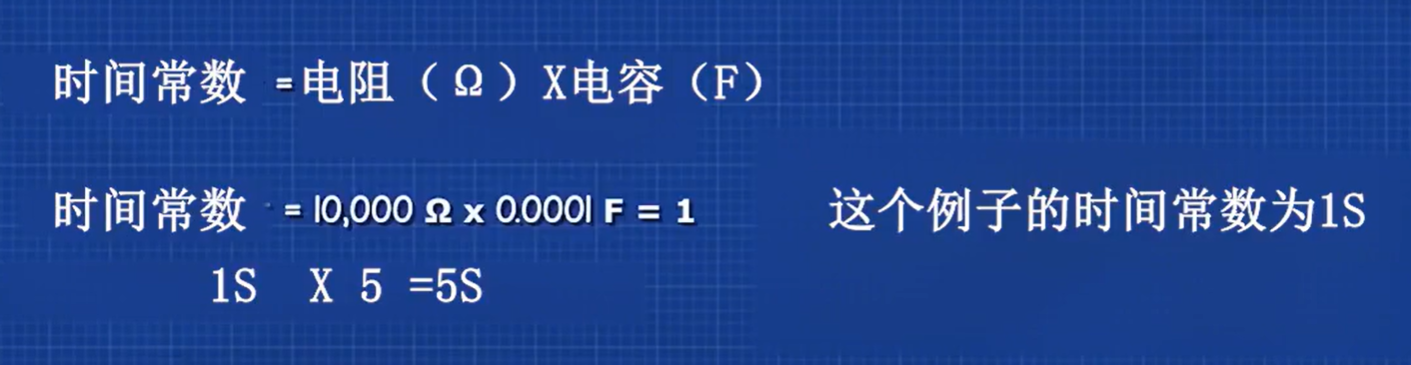 时间常数 =电阻（Ω）X电容（F）
时间常数 = 10,000 Ω x 0.0001 F = 1 这个例子的时间常数为1S
1S X 5 =5S